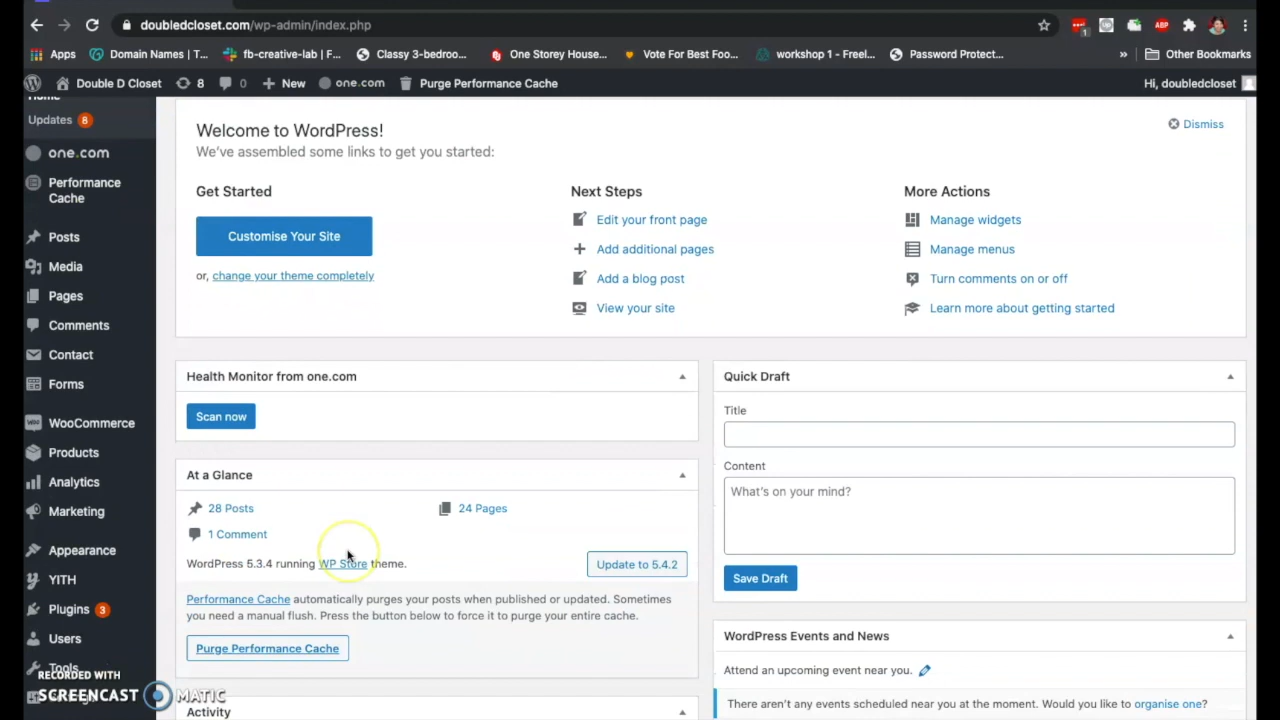 doubledcloset.com/wp-admin/index.php
1
ABP
Apps
Domain Names | T...
fb-creative-lab | F...
Classy 3-bedroo...
One Storey House...
Vote For Best Foo...
workshop 1 – Freel...
Password Protect...
»
Other Bookmarks
Double D Closet
8
0
New
one.com
Purge Performance Cache
Hi, doubledcloset
Home
Updates 8
one.com
Performance
Cache
Posts
Media
Pages
Comments
Contact
Forms
WooCommerce
Products
Analytics
Marketing
Appearance
YITH
Plugins 3
Users
Tools
Welcome to WordPress!
We've assembled some links to get you started:
Dismiss
Get Started
Customise Your Site
or, change your theme completely
Next Steps
Edit your front page
Add additional pages
Add a blog post
View your site
More Actions
Manage widgets
Manage menus
Turn comments on or off
Learn more about getting started
Health Monitor from one.com
Scan now
At a Glance
28 Posts
24 Pages
1 Comment
WordPress 5.3.4 running WP Store theme.
Update to 5.4.2
Performance Cache automatically purges your posts when published or updated. Sometimes
you need a manual flush. Press the button below to force it to purge your entire cache.
Purge Performance Cache
Activity
Quick Draft
Title
Content
What's on your mind?
Save Draft
WordPress Events and News
Attend an upcoming event near you.
There aren't any events scheduled near you at the moment. Would you like to organise one?
RECORDED WITH
SCREENCAST MATIC